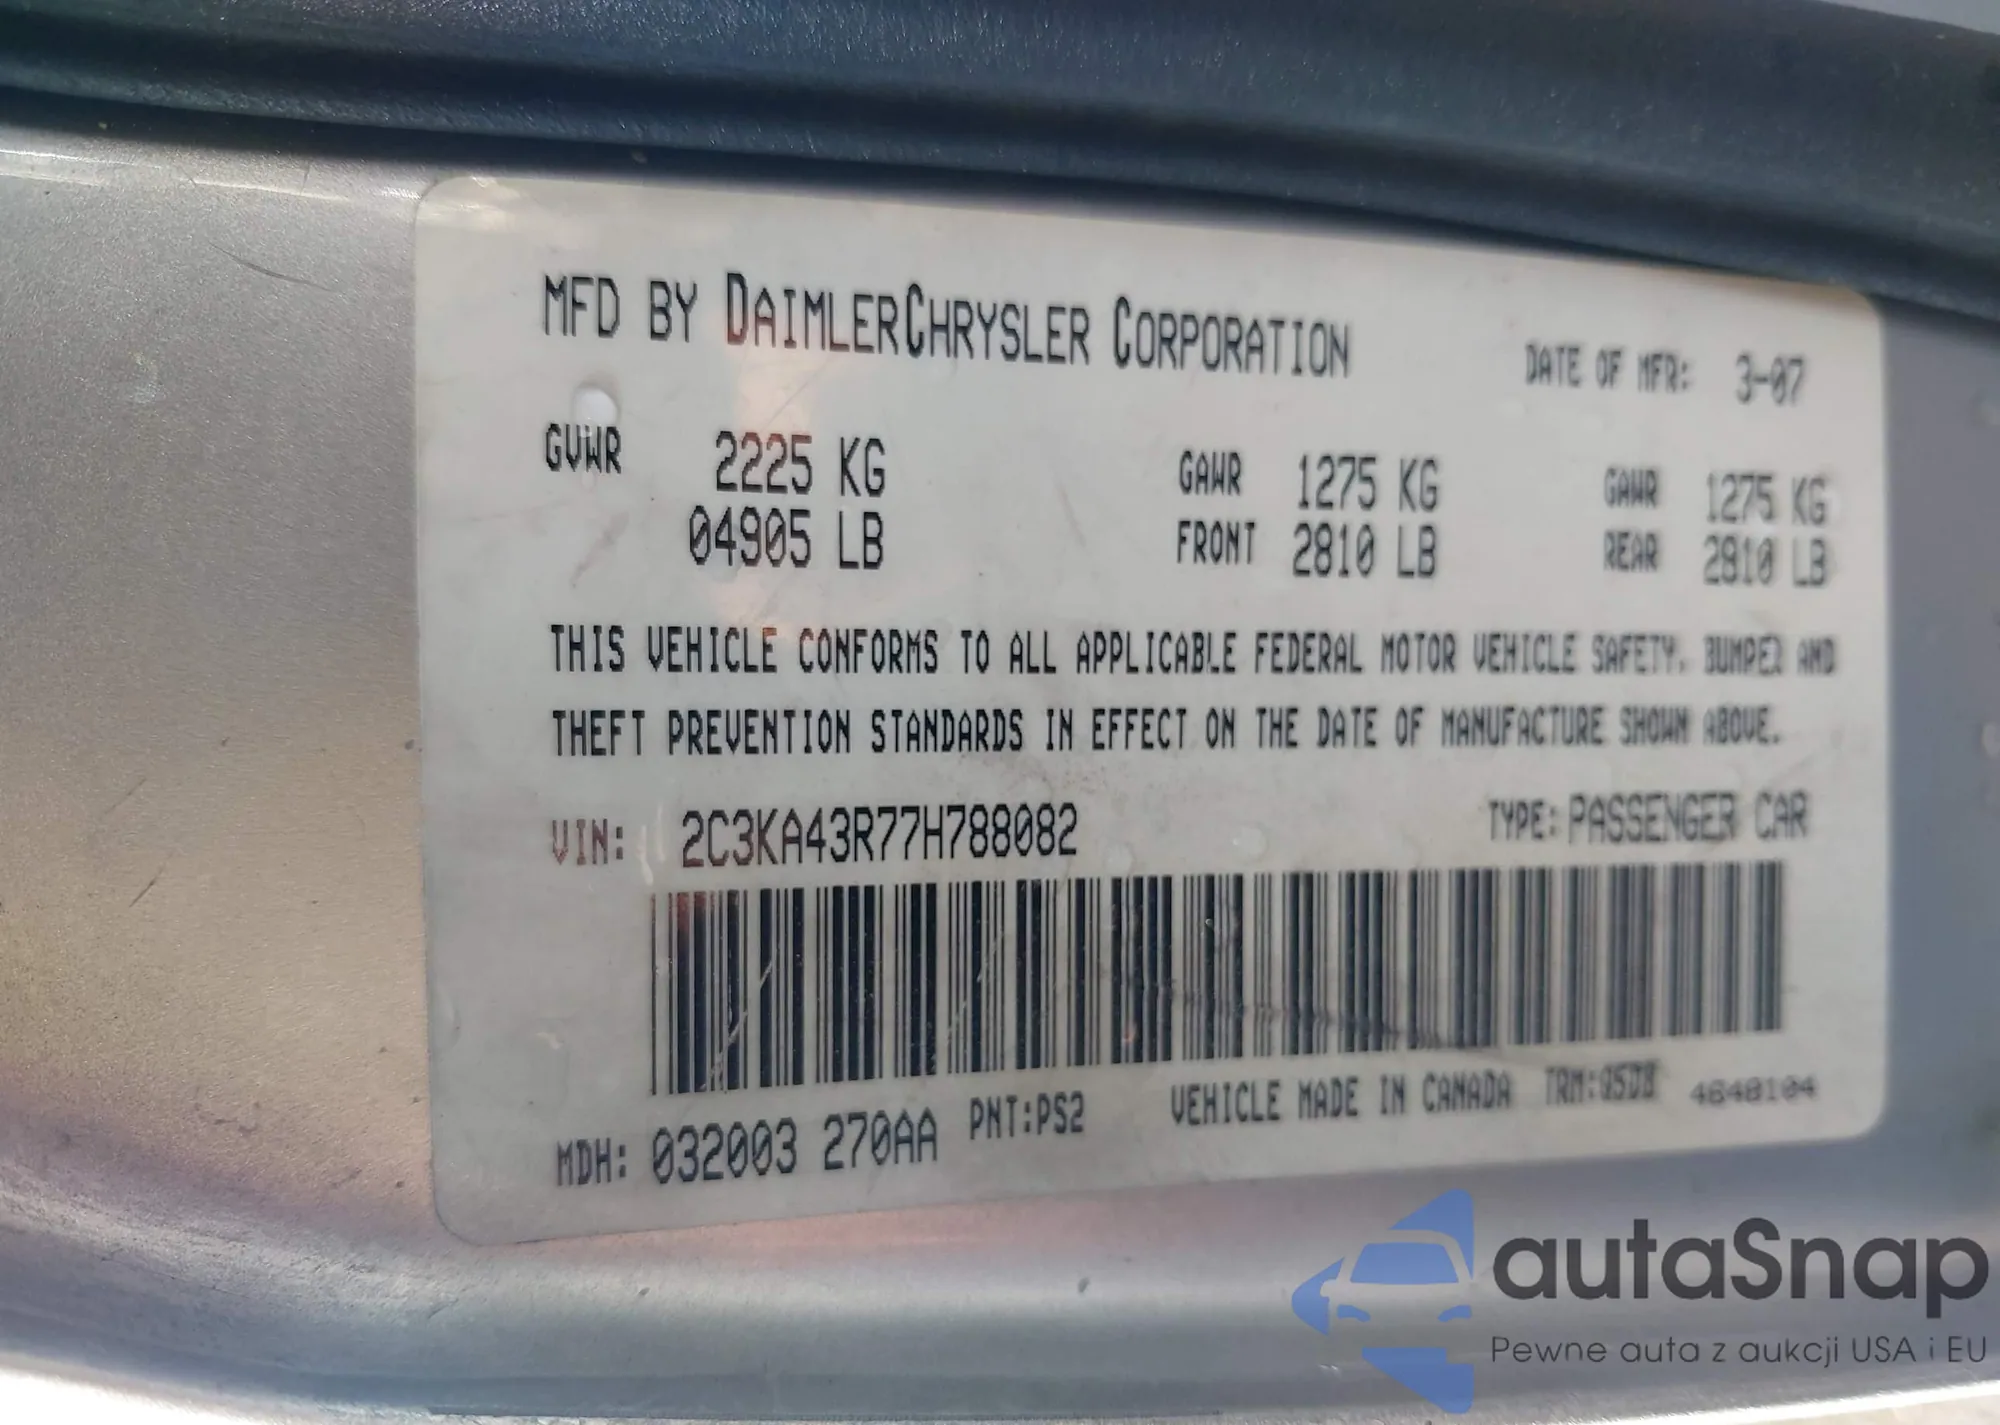 MFD BY DAIMLERCHRYSLER CORPORATION
DATE OF MFR: 3-07
GVWR 2225 KG GAWR 1275 KG GAWR 1275 KG
04905 LB FRONT 2810 LB REAR 2810 LB
THIS VEHICLE CONFORMS TO ALL APPLICABLE FEDERAL MOTOR VEHICLE SAFETY, BUMPER AND
THEFT PREVENTION STANDARDS IN EFFECT ON THE DATE OF MANUFACTURE SHOWN ABOVE.
VIN: 2C3KA43R77H788082 TYPE: PASSENGER CAR
MDH: 032003 270AA PNT:PS2 VEHICLE MADE IN CANADA TRM:Q5D8 4648104
autaSnap
Pewne auta z aukcji USA i EU